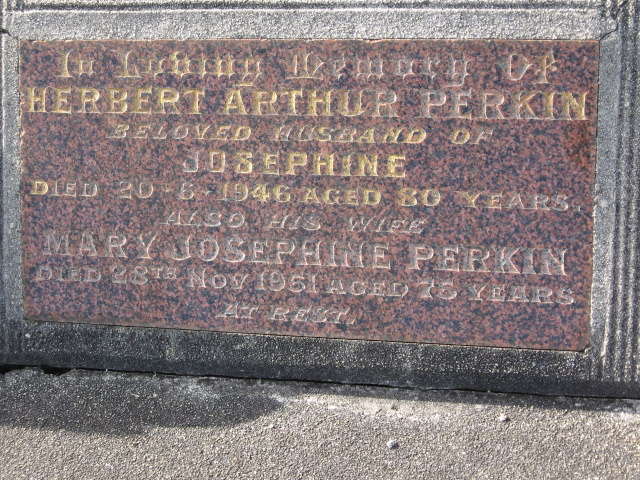 In Loving Memory Of
HERBERT ARTHUR PERKIN
BELOVED HUSBAND OF
JOSEPHINE
DIED 20-6-1946 AGED 80 YEARS.
ALSO HIS WIFE
MARY JOSEPHINE PERKIN
DIED 28TH NOV 1961 AGED 75 YEARS
AT REST.